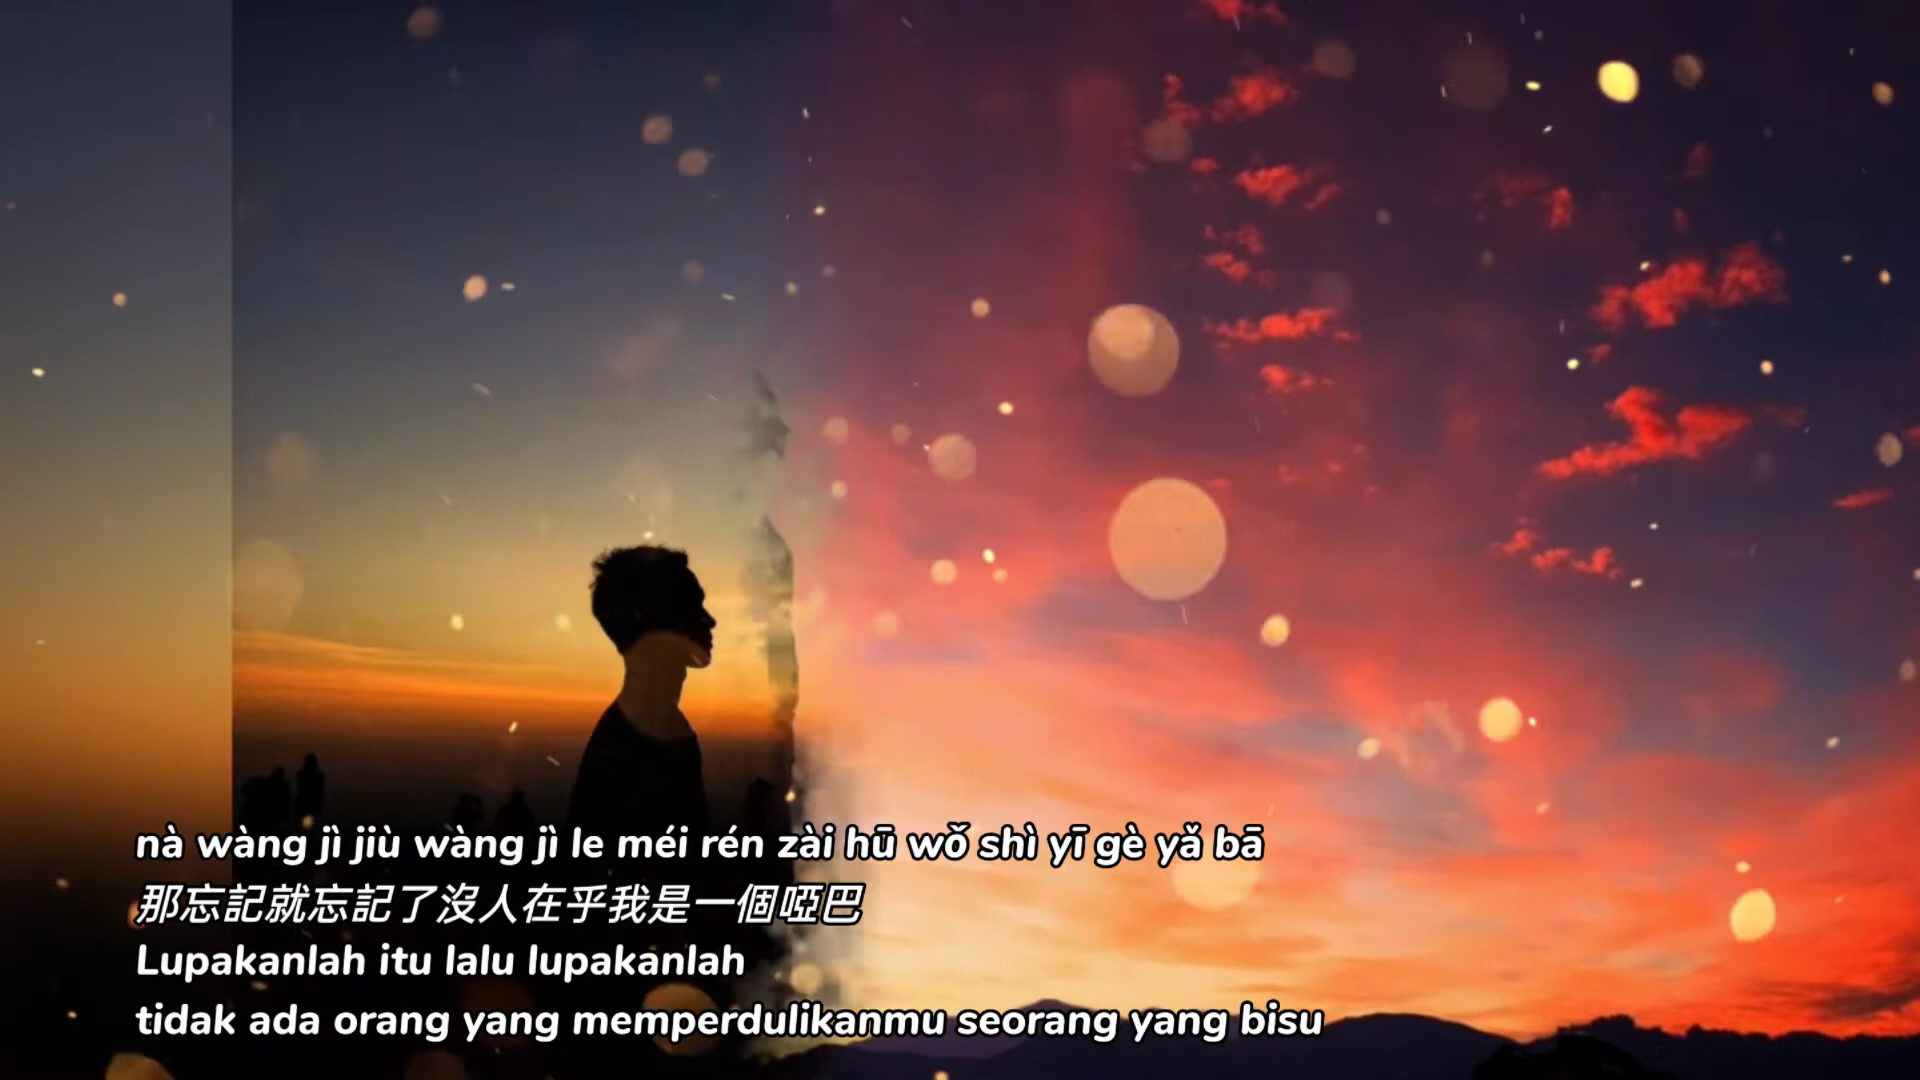 nà wàng jì jiù wàng jì le méi rén zài hū wǒ shì yī gè yǎ bā
那忘記就忘記了沒人在乎我是一個啞巴
Lupakanlah itu lalu lupakanlah
tidak ada orang yang memperdulikanmu seorang yang bisu